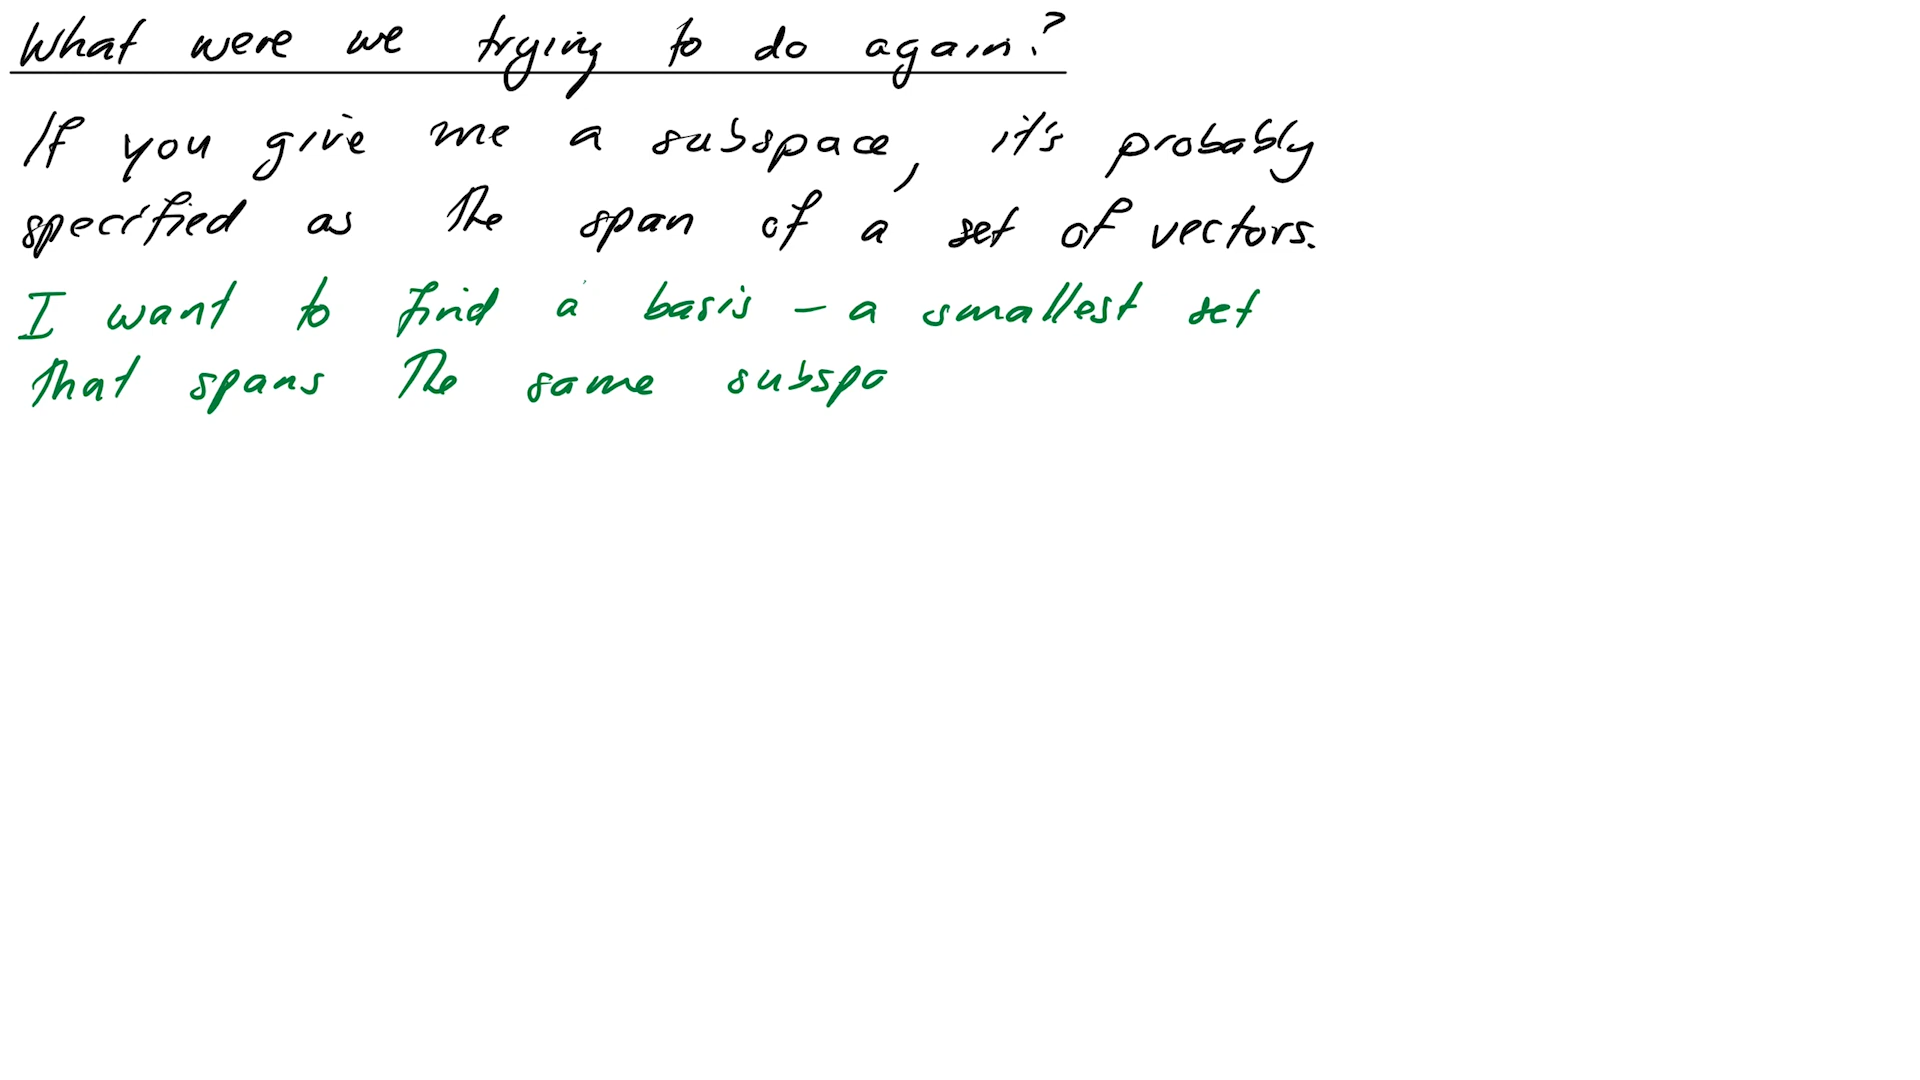 What were we trying to do again?
If you give me a subspace, it's probably
specified as the span of a set of vectors.
I want to find a basis – a smallest set
that spans the same subspa